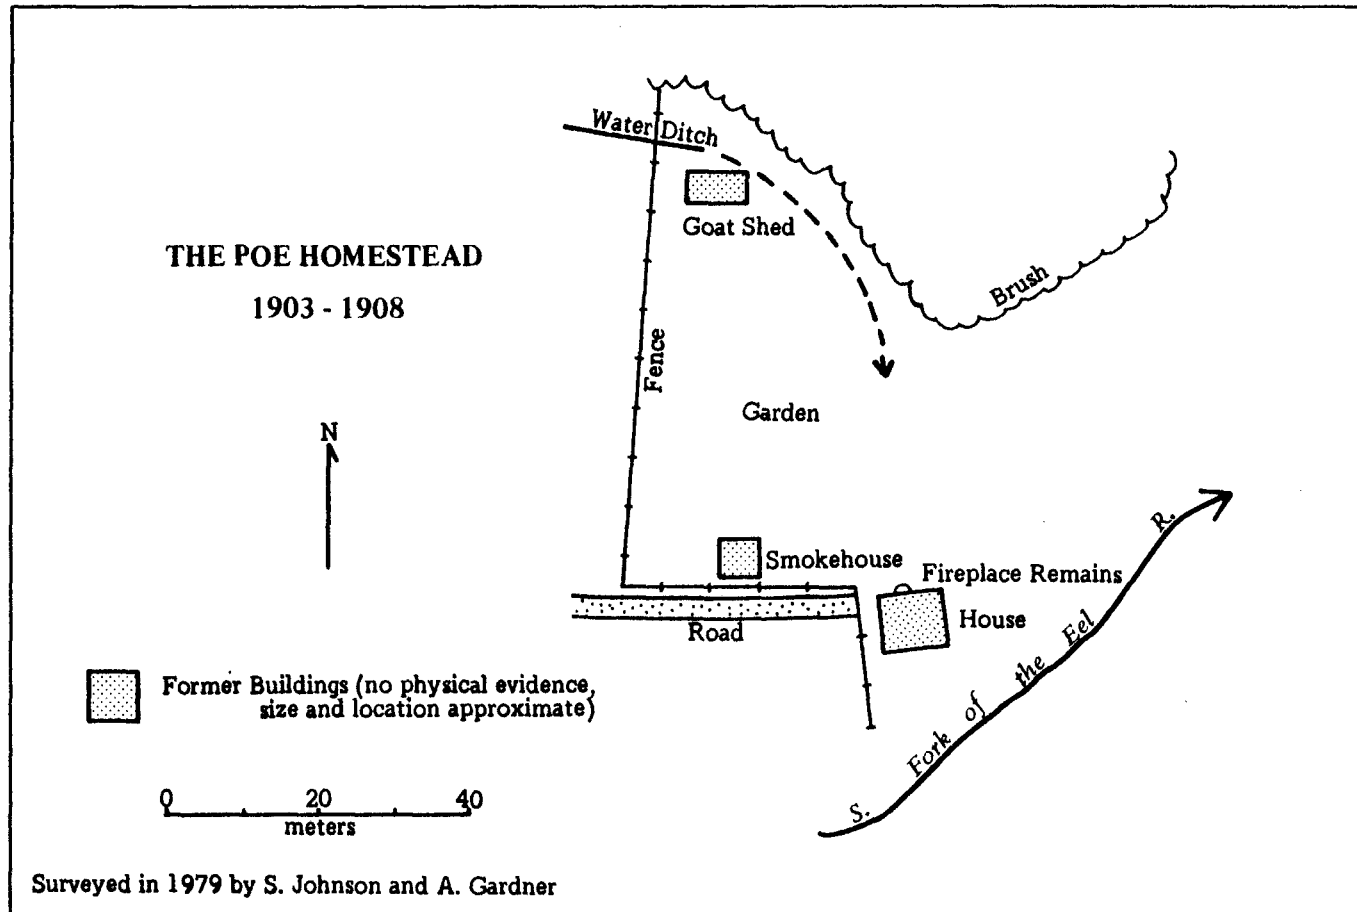 Water Ditch
Goat Shed
THE POE HOMESTEAD
1903 - 1908
Brush
Fence
Garden
N
Smokehouse
Fireplace Remains
House
Road
S. Fork of the Eel R.
Former Buildings (no physical evidence,
size and location approximate)
0 20 40
meters
Surveyed in 1979 by S. Johnson and A. Gardner